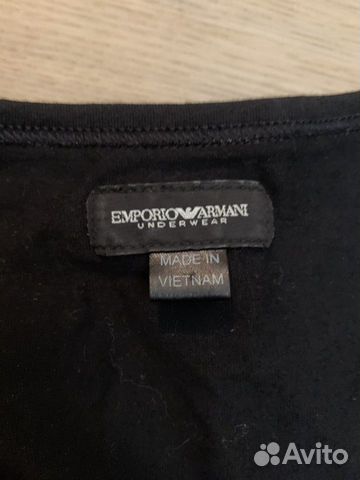 EMPORIO ARMANI
UNDERWEAR
MADE IN
VIETNAM
Avito